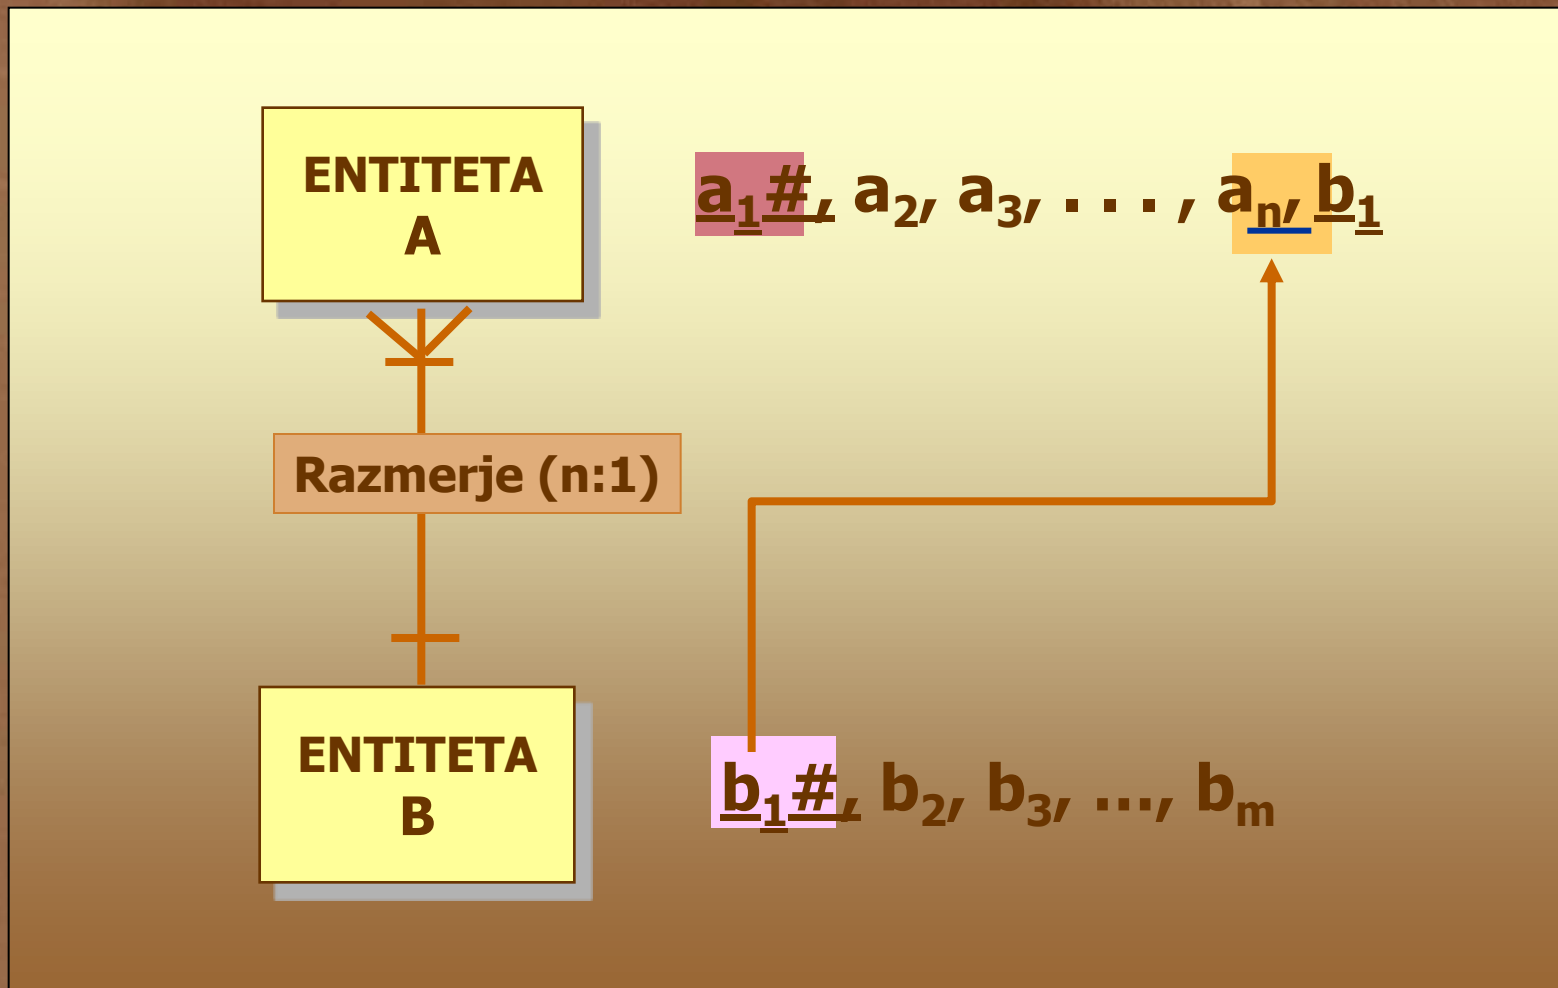 ENTITETA
A
a₁#, a₂, a₃, . . . , aₙ, b₁
Razmerje (n:1)
ENTITETA
B
b₁#, b₂, b₃, ..., bₘ